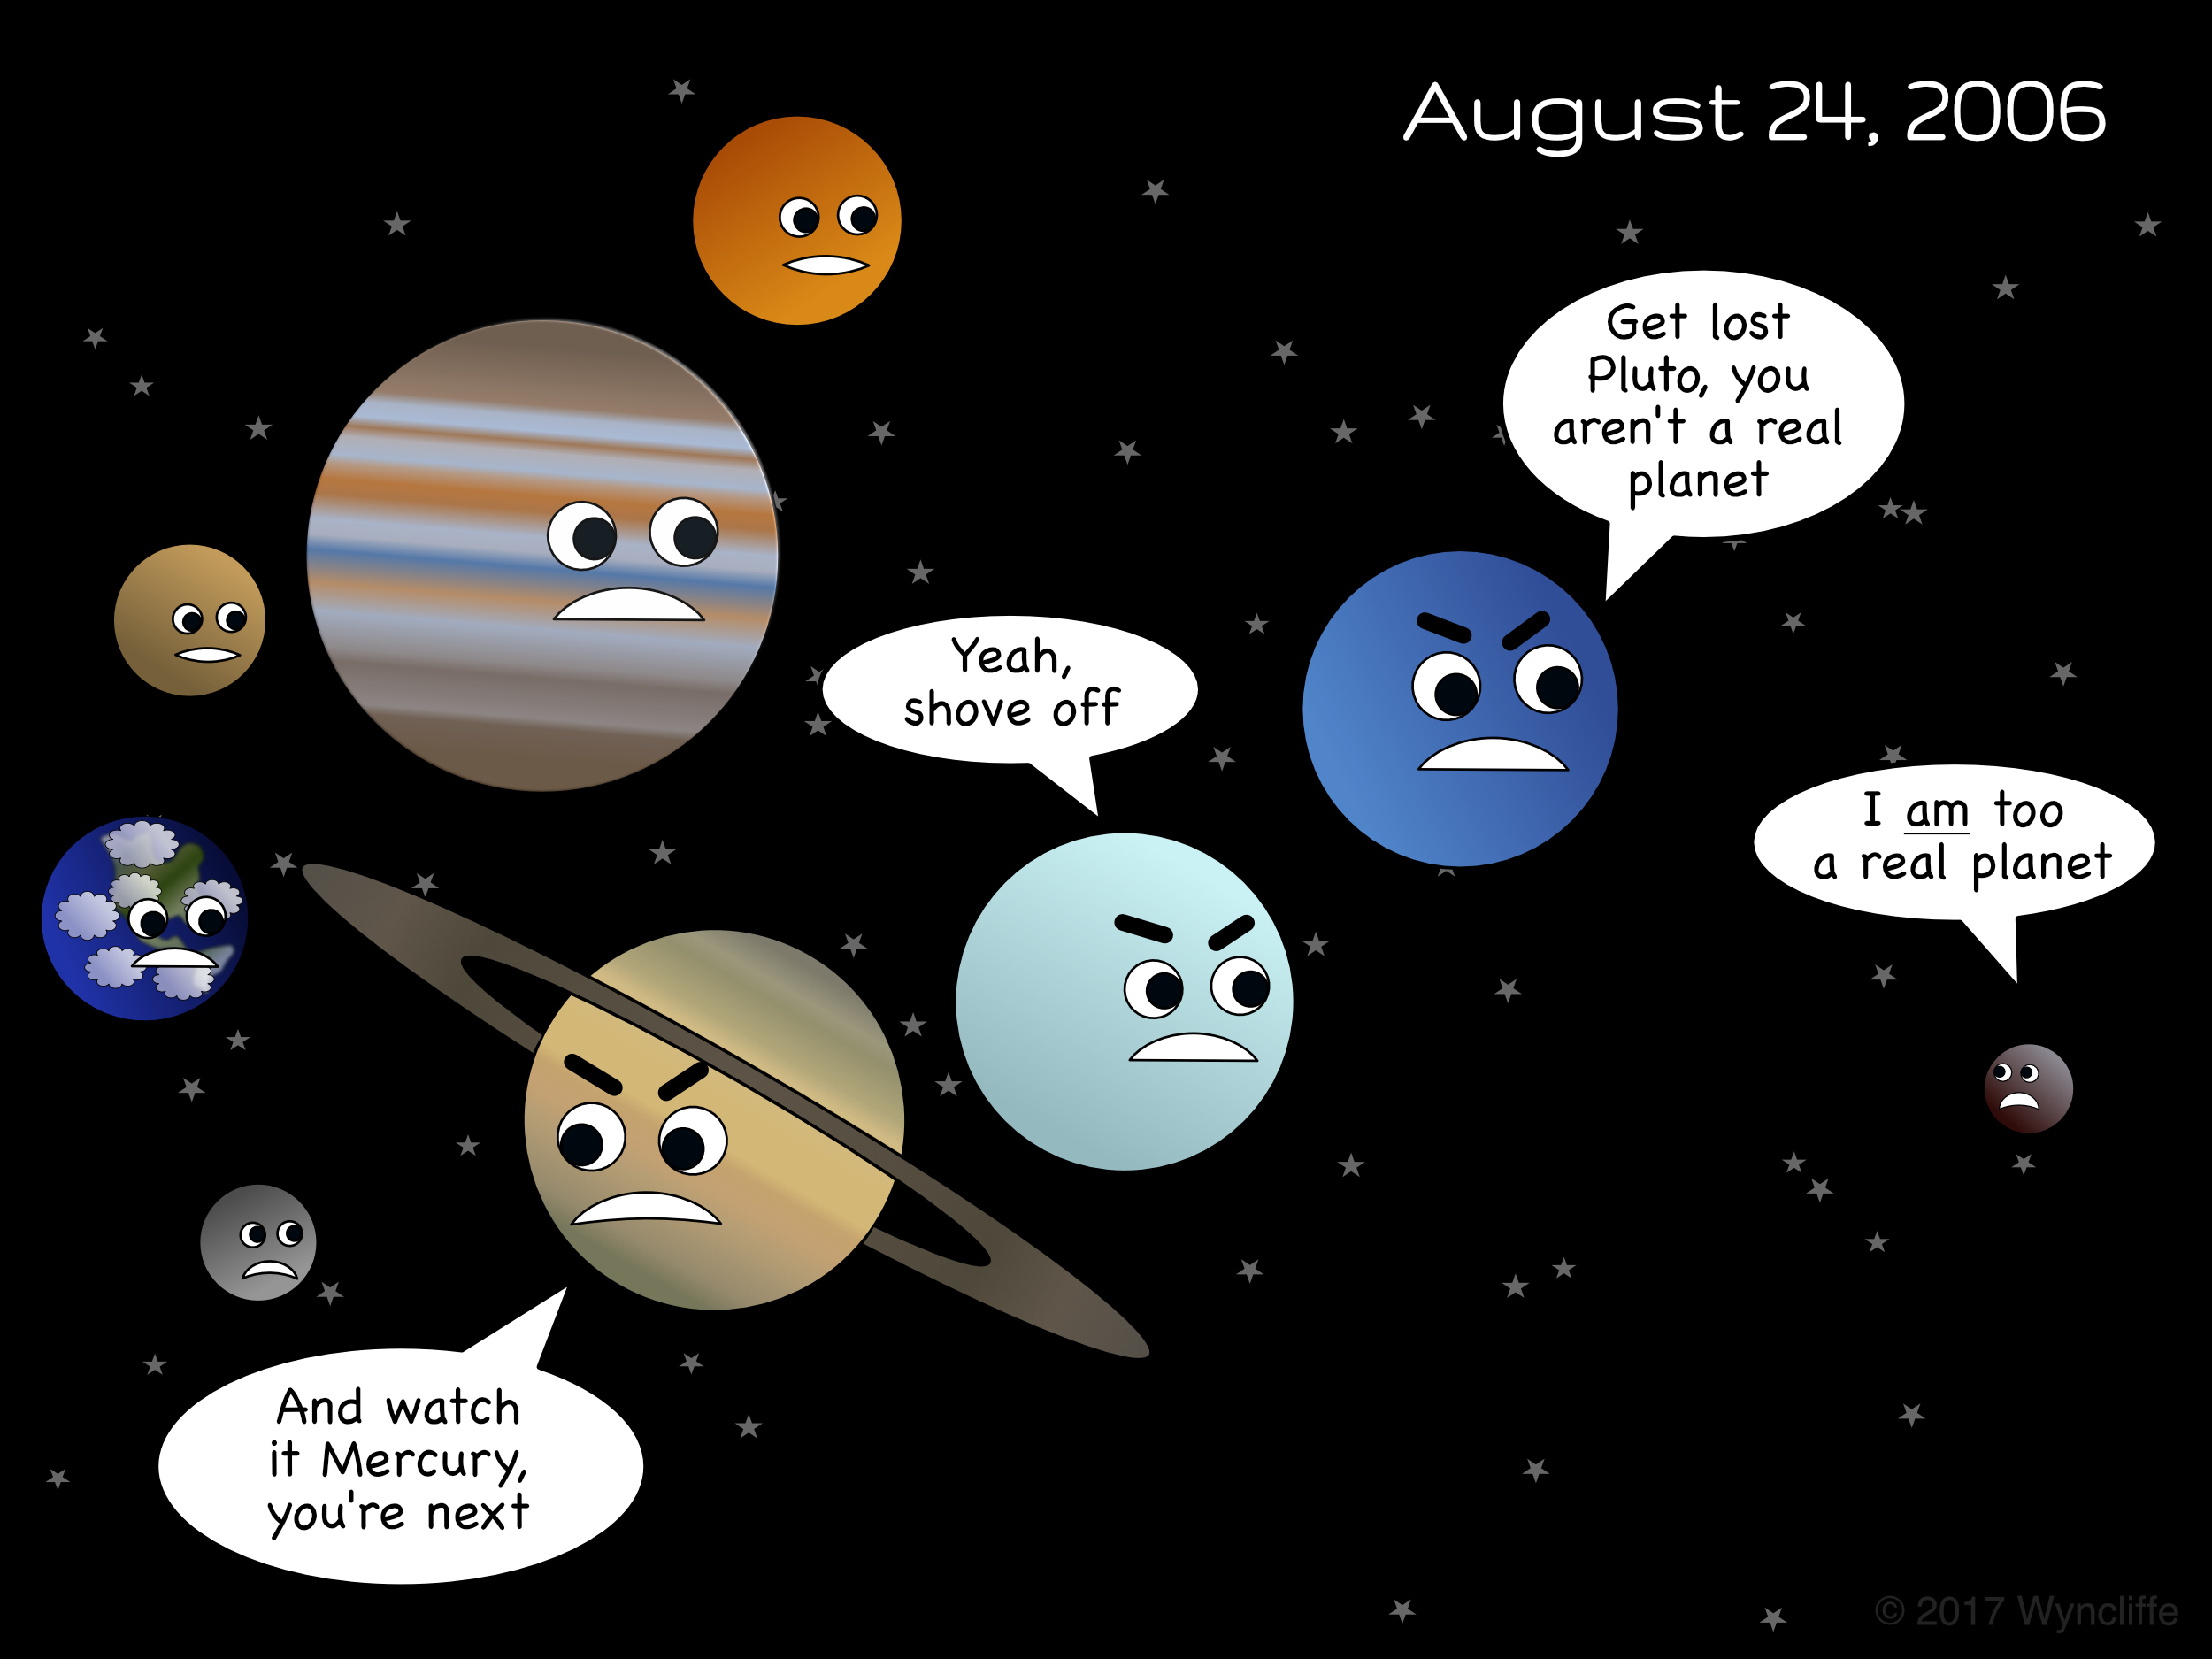 August 24, 2006
Get lost
Pluto, you
aren't a real
planet
Yeah,
shove off
I am too
a real planet
And watch
it Mercury,
you're next
© 2017 Wyncliffe